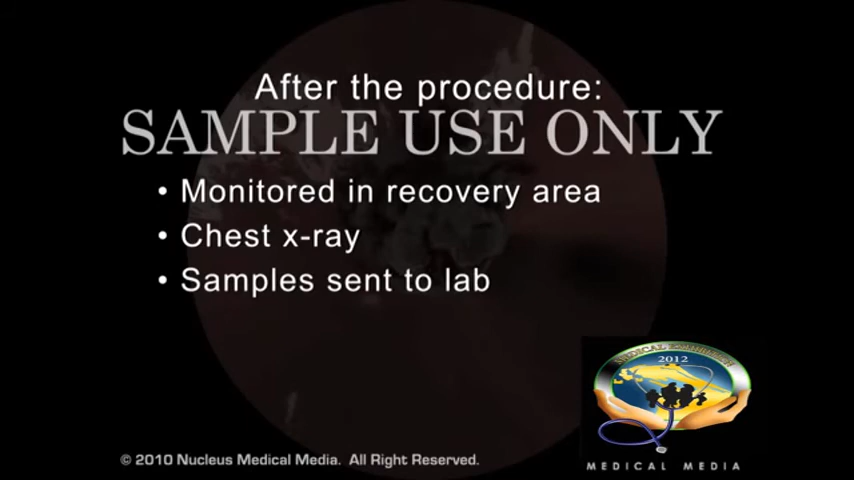 After the procedure:
SAMPLE USE ONLY
• Monitored in recovery area
• Chest x-ray
• Samples sent to lab
2012
MEDICAL MEDIA
© 2010 Nucleus Medical Media. All Right Reserved.